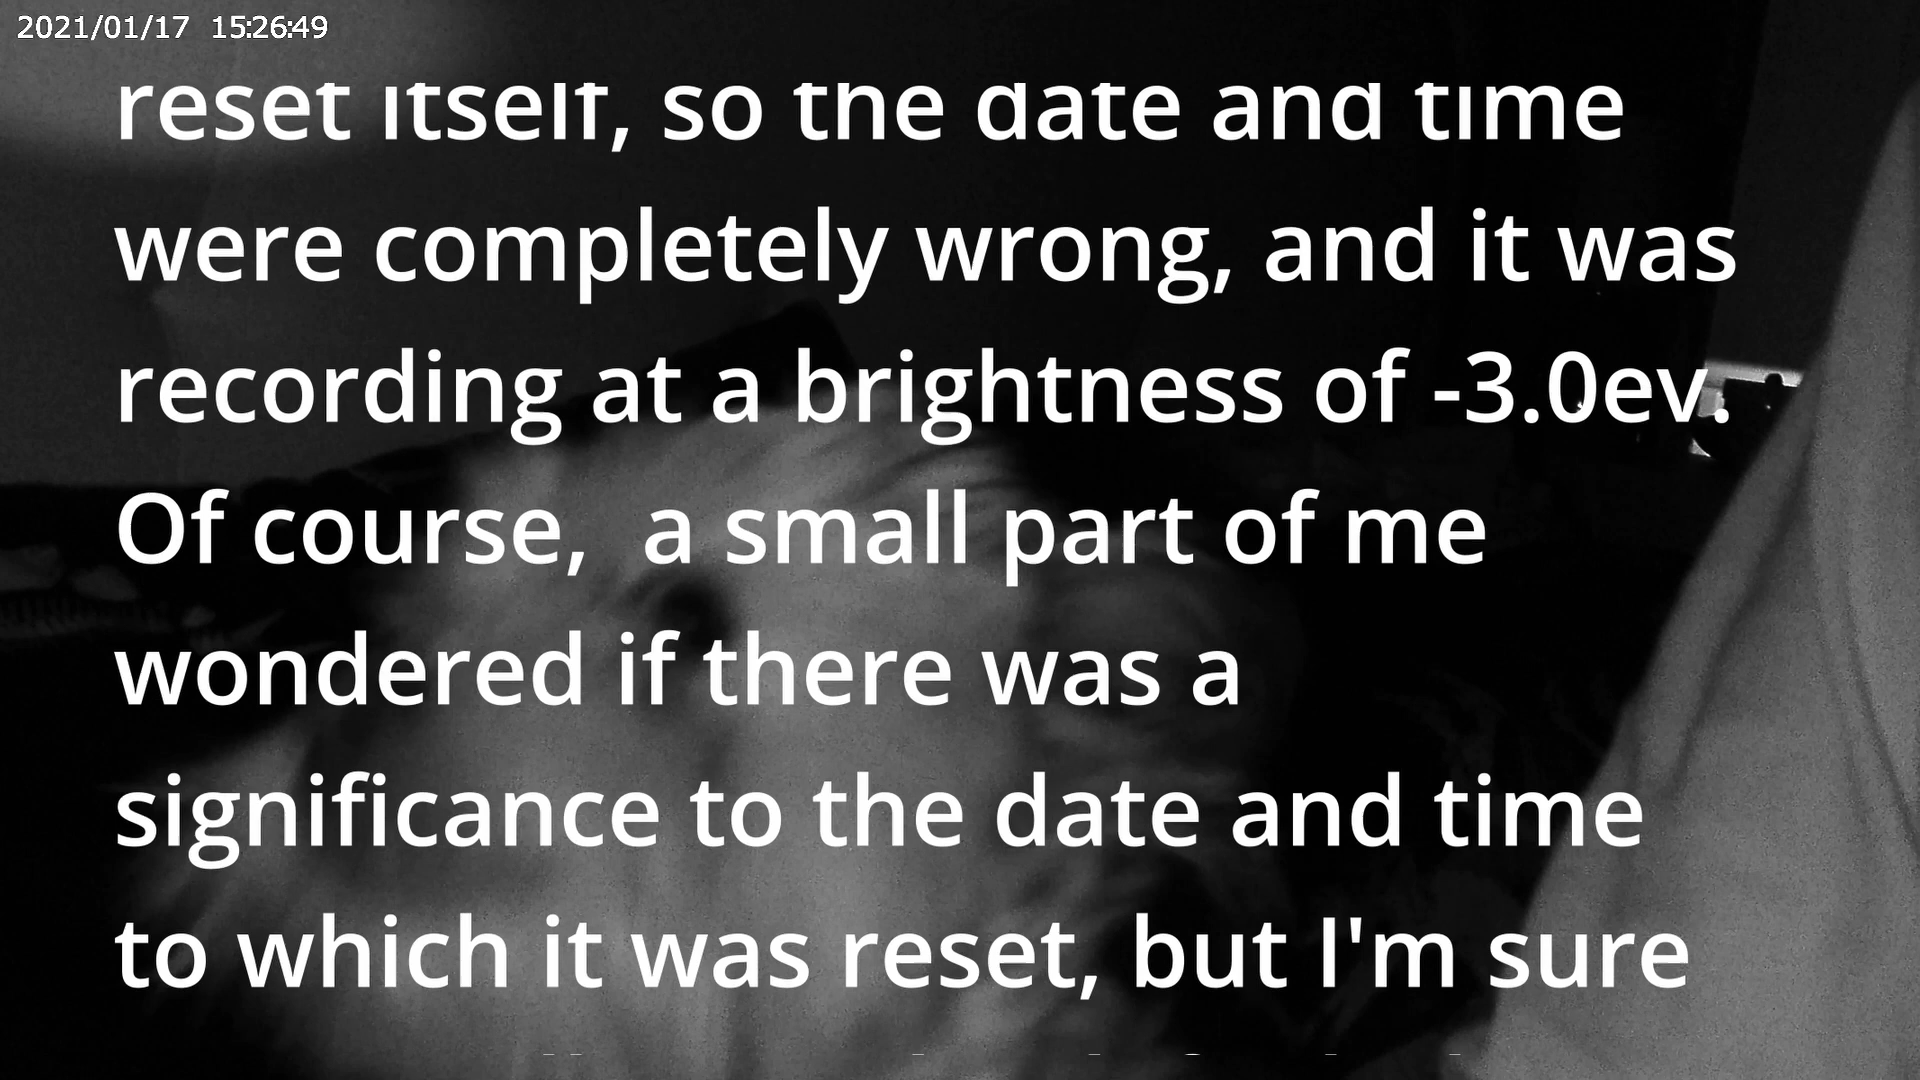 2021/01/17 15:26:49
reset itself, so the date and time
were completely wrong, and it was
recording at a brightness of -3.0ev.
Of course,  a small part of me
wondered if there was a
significance to the date and time
to which it was reset, but I'm sure